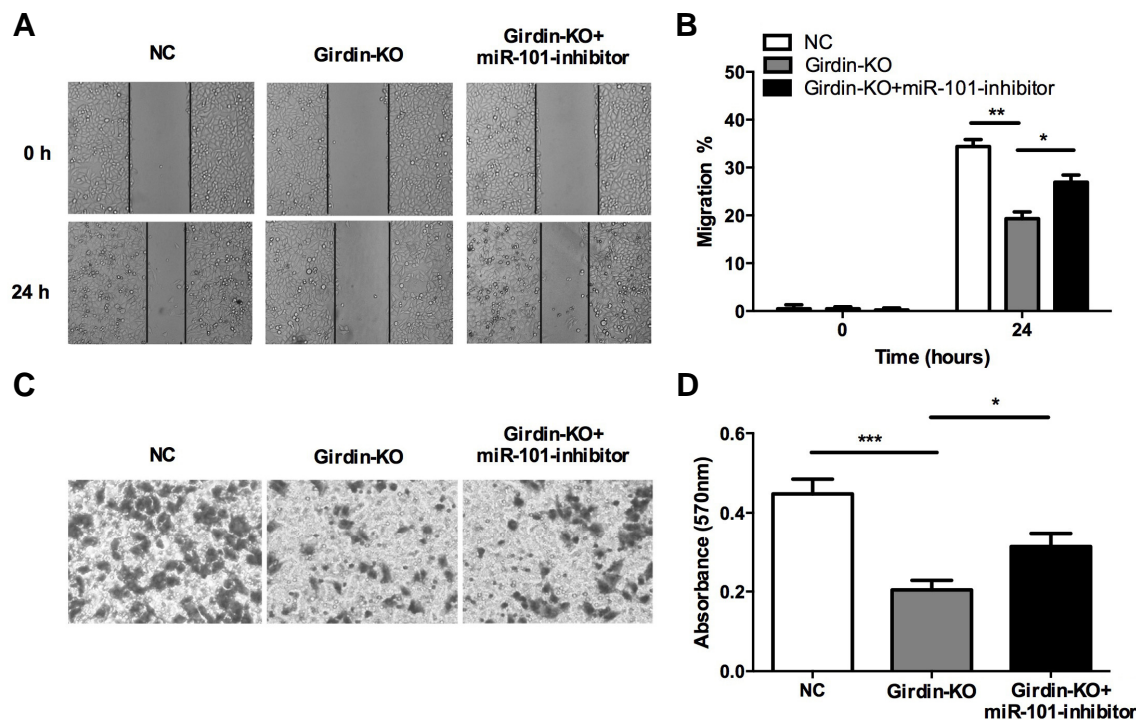 A
NC
Girdin-KO
Girdin-KO+
miR-101-inhibitor
0 h
24 h
B
NC
Girdin-KO
Girdin-KO+miR-101-inhibitor
50
40
30
20
10
0
Migration %
**
*
0
24
Time (hours)
C
NC
Girdin-KO
Girdin-KO+
miR-101-inhibitor
D
0.6
0.4
0.2
0.0
Absorbance (570nm)
***
*
NC
Girdin-KO
Girdin-KO+
miR-101-inhibitor